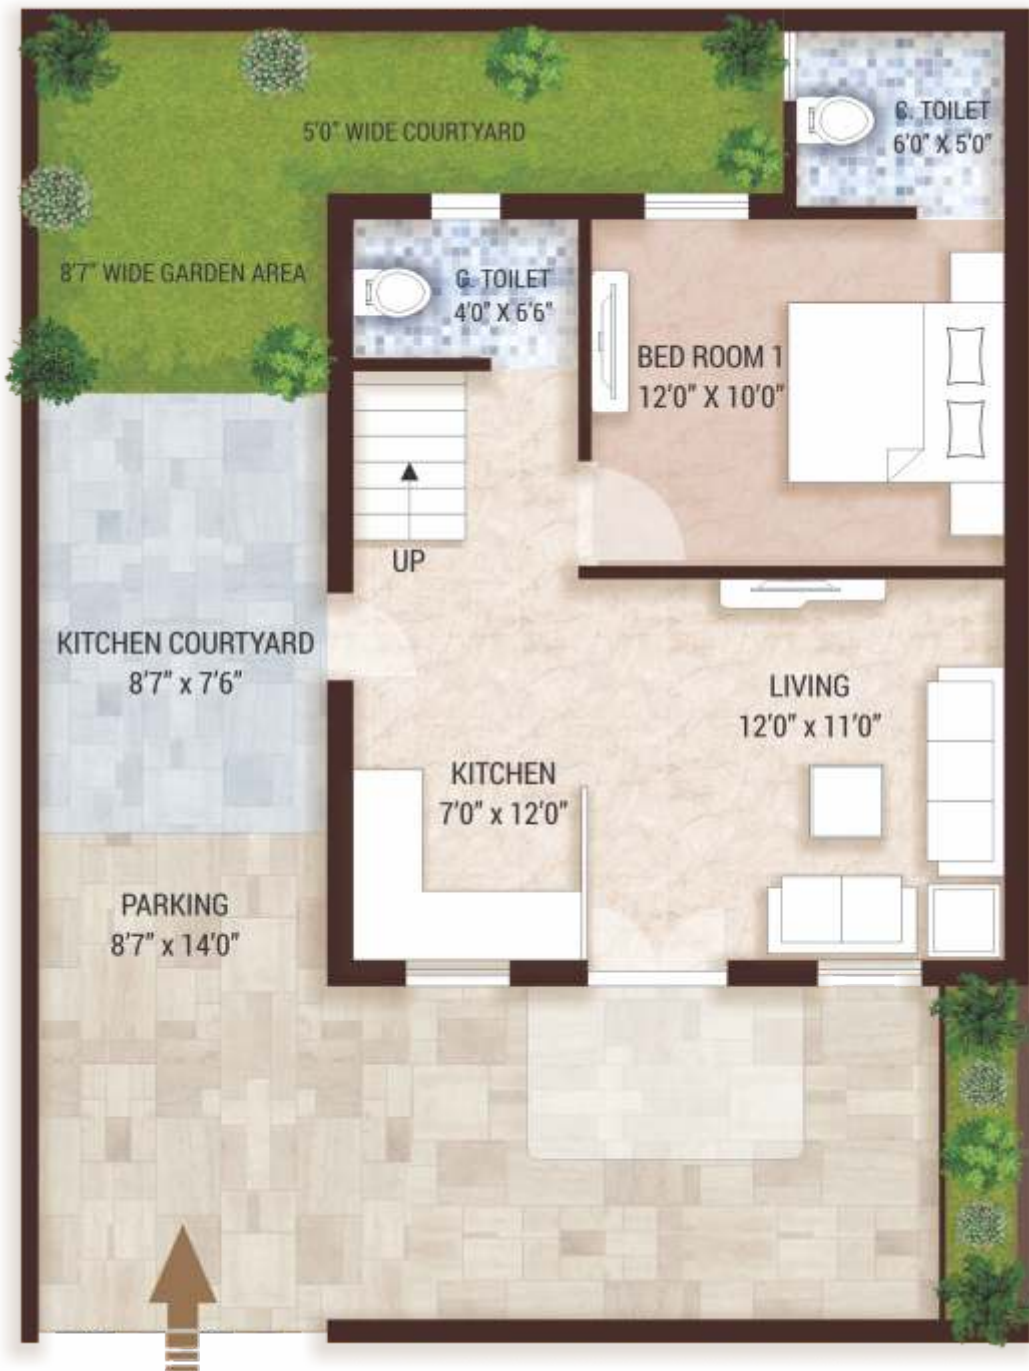 5'0" WIDE COURTYARD
C. TOILET
6'0" X 5'0"
8'7" WIDE GARDEN AREA
G. TOILET
4'0" X 6'6"
BED ROOM 1
12'0" X 10'0"
UP
KITCHEN COURTYARD
8'7" x 7'6"
LIVING
12'0" x 11'0"
KITCHEN
7'0" x 12'0"
PARKING
8'7" x 14'0"